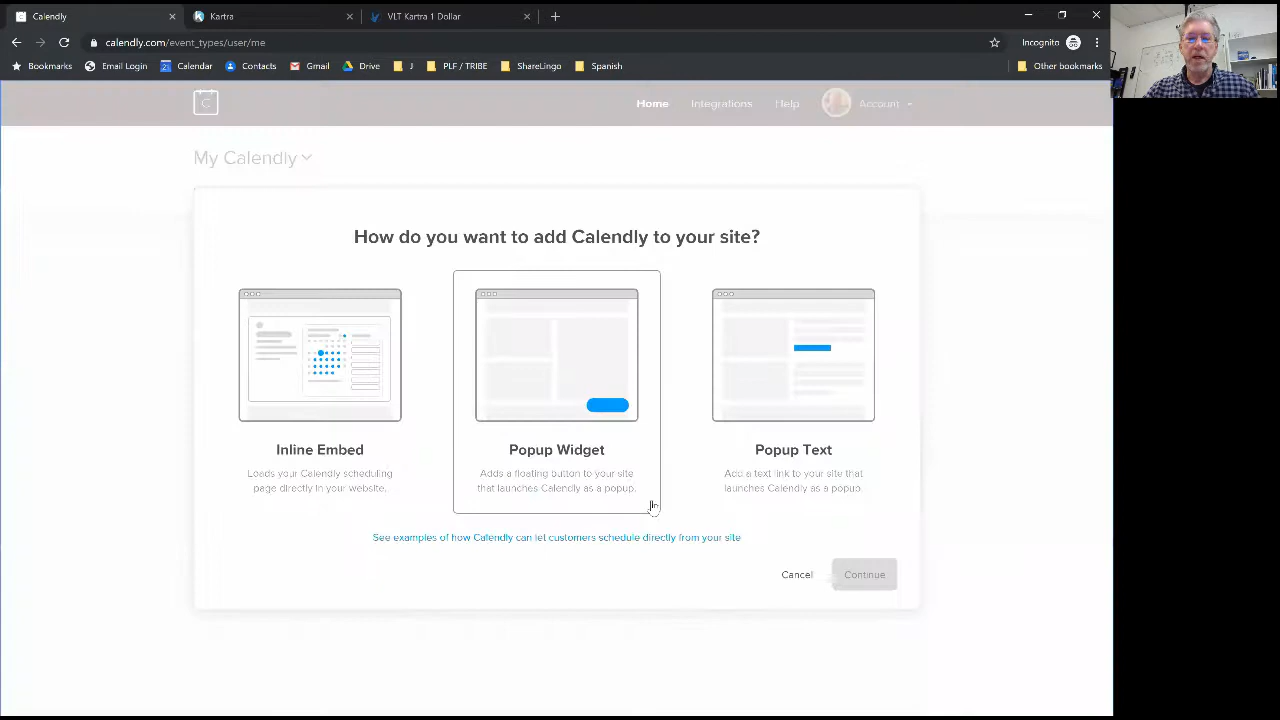 Calendly
Kartra
VLT Kartra 1 Dollar
calendly.com/event_types/user/me
Incognito
Bookmarks
Email Login
Calendar
Contacts
Gmail
Drive
J
PLF / TRIBE
ShareLingo
Spanish
Other bookmarks
Home
Integrations
Help
Account
My Calendly
How do you want to add Calendly to your site?
Inline Embed
Loads your Calendly scheduling
page directly in your website.
Popup Widget
Adds a floating button to your site
that launches Calendly as a popup.
Popup Text
Add a text link to your site that
launches Calendly as a popup.
See examples of how Calendly can let customers schedule directly from your site
Cancel
Continue